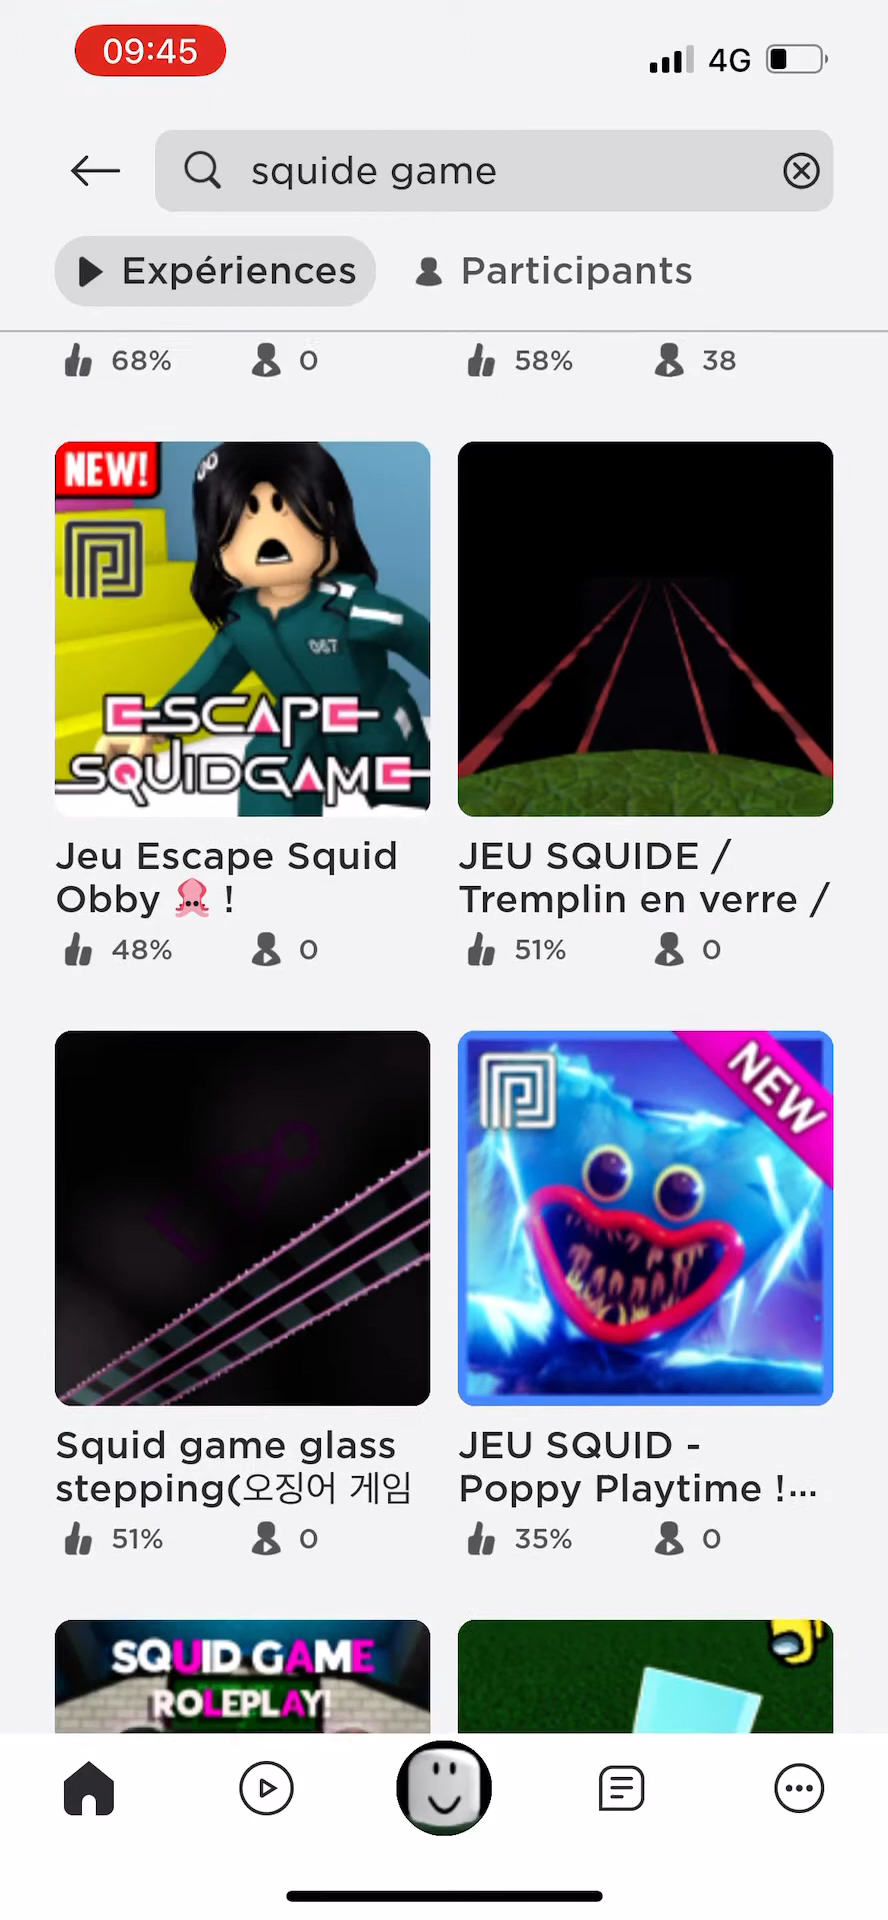 09:45
4G
squide game
Expériences
Participants
68%
0
58%
38
NEW!
067
ESCAPE
SQUIDGAME
Jeu Escape Squid
Obby 🦑 !
48%
0
JEU SQUIDE /
Tremplin en verre /
51%
0
Squid game glass
stepping(오징어 게임
51%
0
NEW
JEU SQUID -
Poppy Playtime !...
35%
0
SQUID GAME
ROLEPLAY!